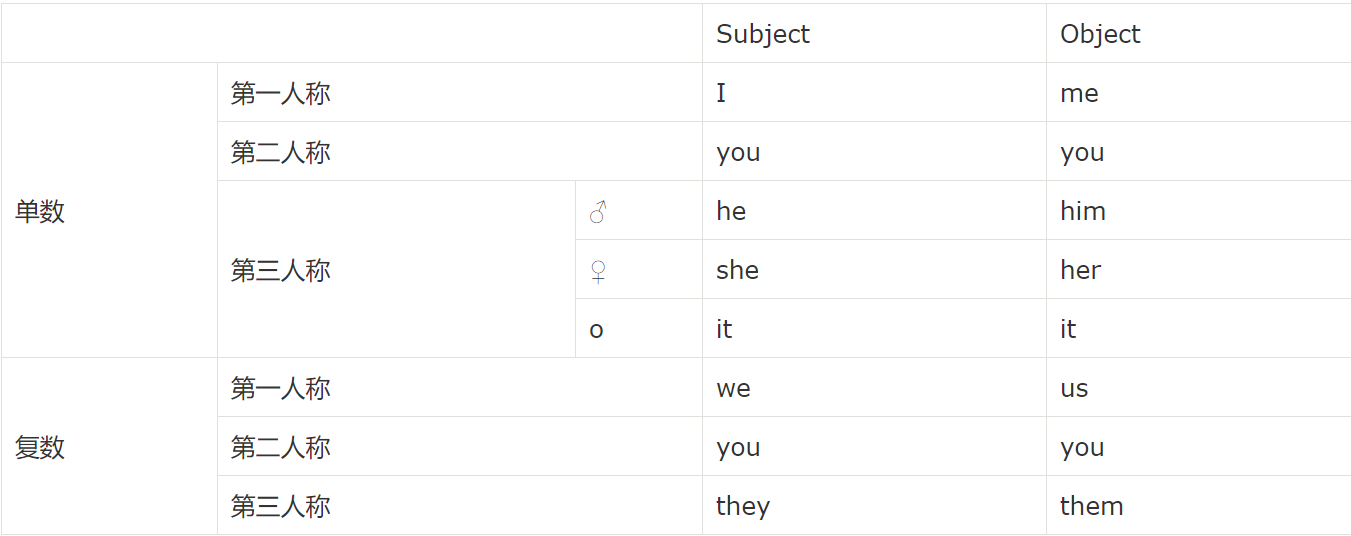 Subject Object
单数 第一人称 I me
第二人称 you you
第三人称 ♂ he him
♀ she her
o it it
复数 第一人称 we us
第二人称 you you
第三人称 they them